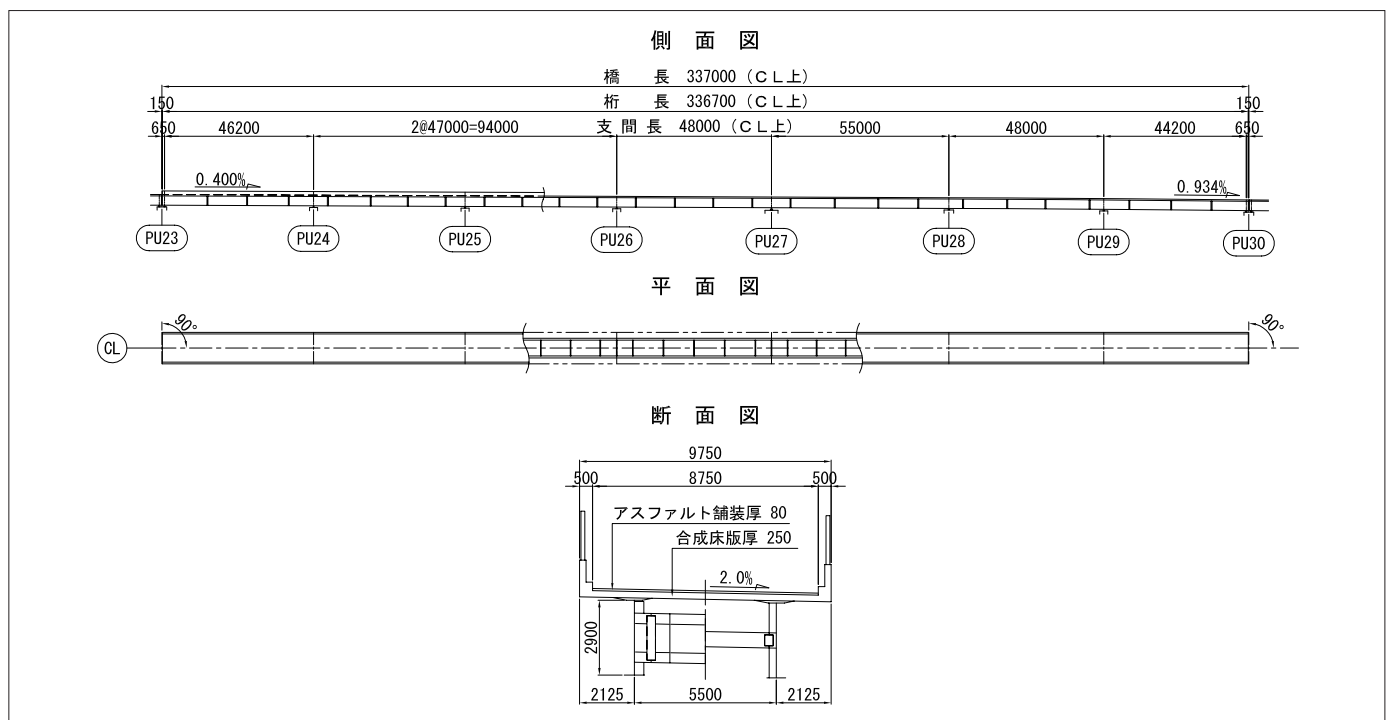 側 面 図
橋 長 337000 (CL上)
150 桁 長 336700 (CL上) 150
650 46200 2@47000=94000 支間長 48000 (CL上) 55000 48000 44200 650
0.400% 0.934%
PU23 PU24 PU25 PU26 PU27 PU28 PU29 PU30
平 面 図
90° 90°
CL
断 面 図
9750
500 8750 500
アスファルト舗装厚 80
合成床版厚 250
2.0%
2900
2125 5500 2125